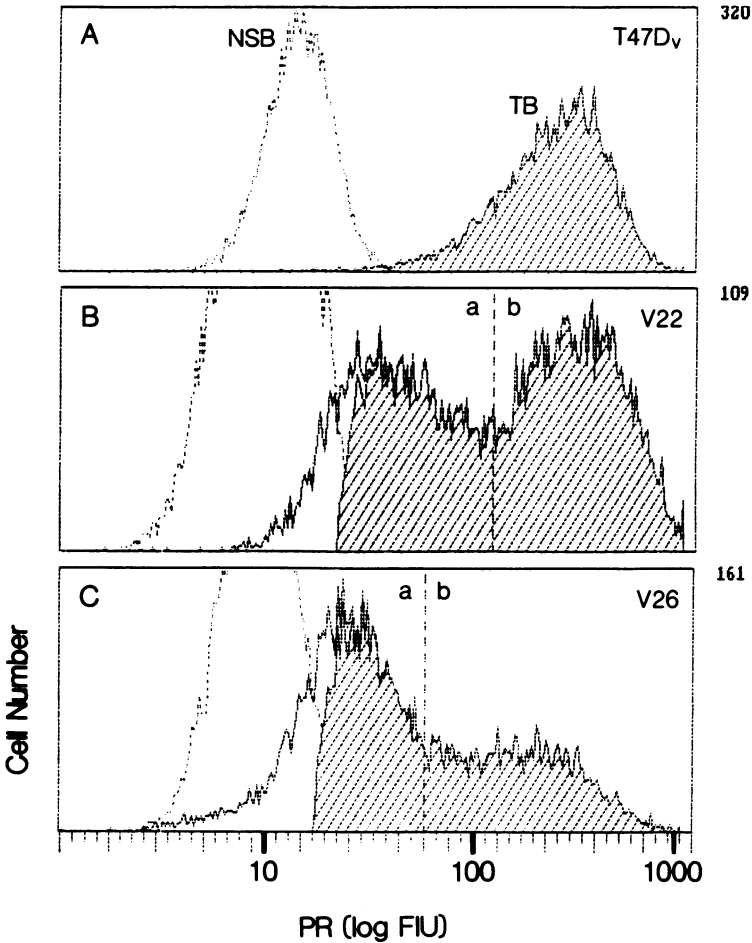 A
NSB
TB
T47Dv
320
B
a
b
V22
109
C
a
b
V26
161
Cell Number
10
100
1000
PR (log FIU)